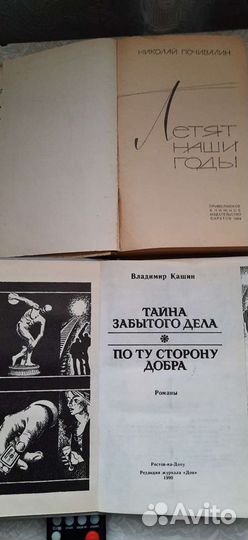 НИКОЛАЙ ПОЧИВАЛИН
Летят
НАШИ
ГОДЫ
ПРИВОЛЖСКОЕ
КНИЖНОЕ
ИЗДАТЕЛЬСТВО
САРАТОВ
Владимир Кашин
ТАЙНА
ЗАБЫТОГО ДЕЛА
ПО ТУ СТОРОНУ
ДОБРА
Романы
Ростов-на-Дону
Редакция журнала «Дон»
1990
Avito